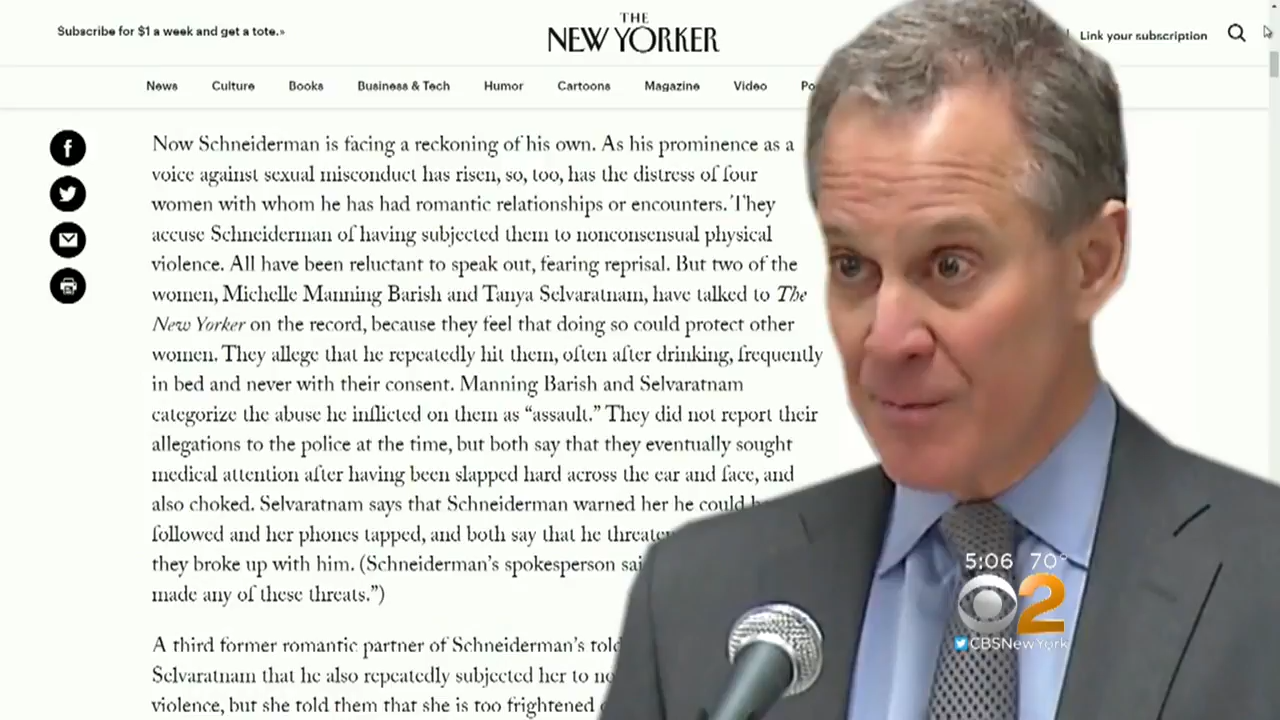 Subscribe for $1 a week and get a tote.»
THE
NEW YORKER
Link your subscription
News Culture Books Business & Tech Humor Cartoons Magazine Video Po
Now Schneiderman is facing a reckoning of his own. As his prominence as a
voice against sexual misconduct has risen, so, too, has the distress of four
women with whom he has had romantic relationships or encounters. They
accuse Schneiderman of having subjected them to nonconsensual physical
violence. All have been reluctant to speak out, fearing reprisal. But two of the
women, Michelle Manning Barish and Tanya Selvaratnam, have talked to The
New Yorker on the record, because they feel that doing so could protect other
women. They allege that he repeatedly hit them, often after drinking, frequently
in bed and never with their consent. Manning Barish and Selvaratnam
categorize the abuse he inflicted on them as “assault.” They did not report their
allegations to the police at the time, but both say that they eventually sought
medical attention after having been slapped hard across the ear and face, and
also choked. Selvaratnam says that Schneiderman warned her he could
followed and her phones tapped, and both say that he
they broke up with him. (Schneiderman’s spokesperson
made any of these threats.”)
A third former romantic partner of Schneiderman’s
Selvaratnam that he also repeatedly subjected her to
violence, but she told them that she is too frightened
5:06 70°
2
CBSNewYork